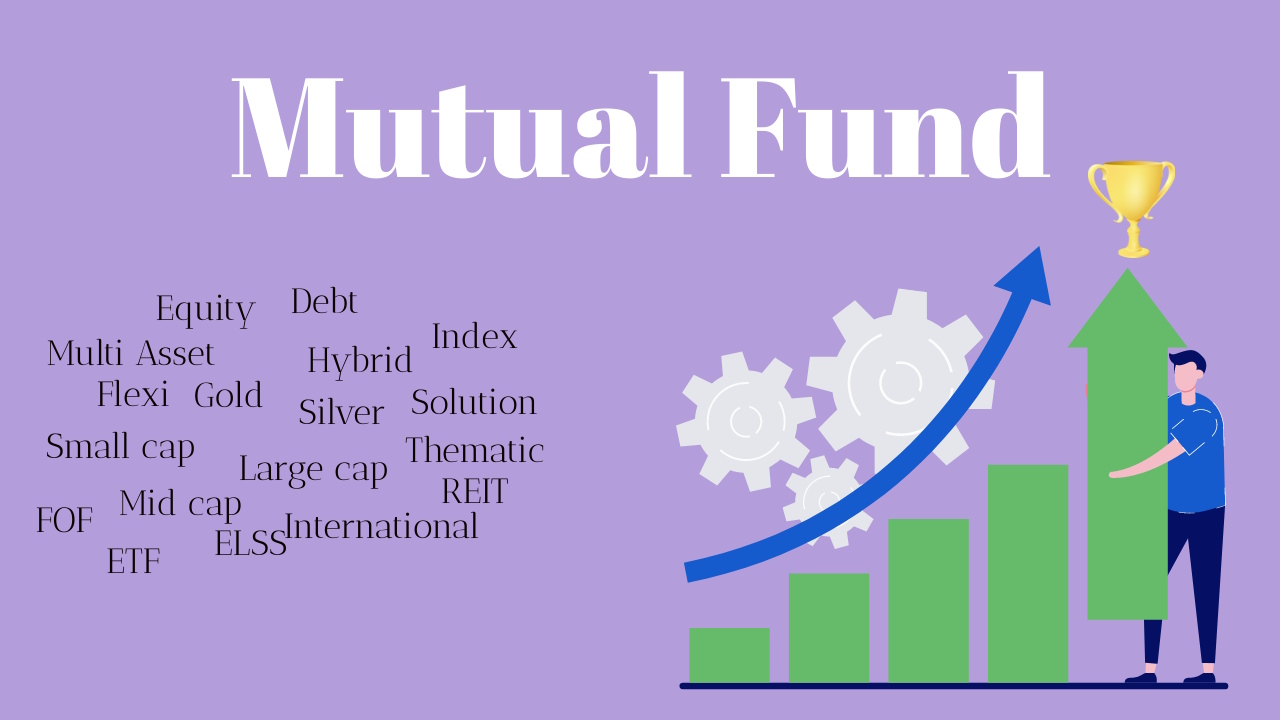 Mutual Fund
Equity
Debt
Index
Multi Asset
Hybrid
Flexi
Gold
Silver
Solution
Small cap
Large cap
Thematic
REIT
FOF
Mid cap
International
ELSS
ETF